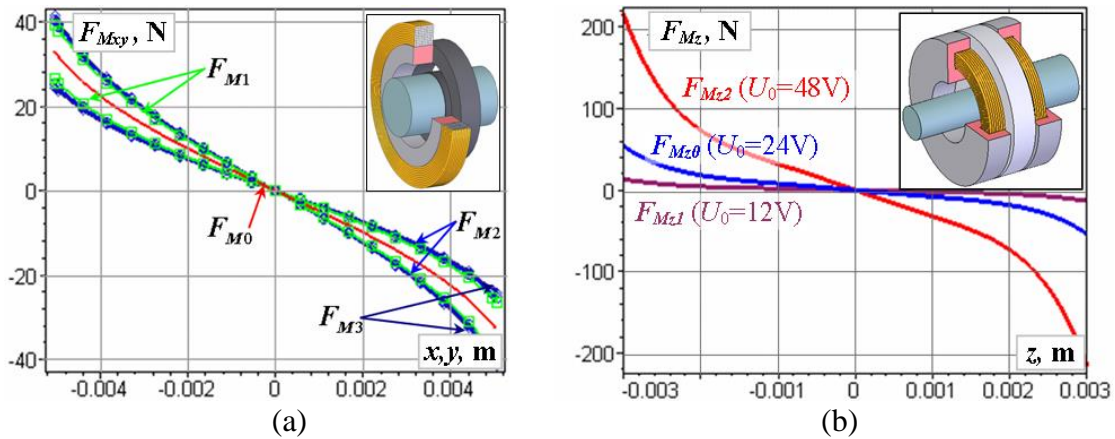 40
F_Mxy, N
F_M1
20
0
F_M0
F_M2
-20
F_M3
-40
x,y, m
-0.004 -0.002 0 0.002 0.004
(a)
200
F_Mz, N
F_Mz2 (U_0=48V)
100
F_Mz0 (U_0=24V)
0
F_Mz1 (U_0=12V)
-100
-200
z, m
-0.003 -0.001 0 0.001 0.002 0.003
(b)